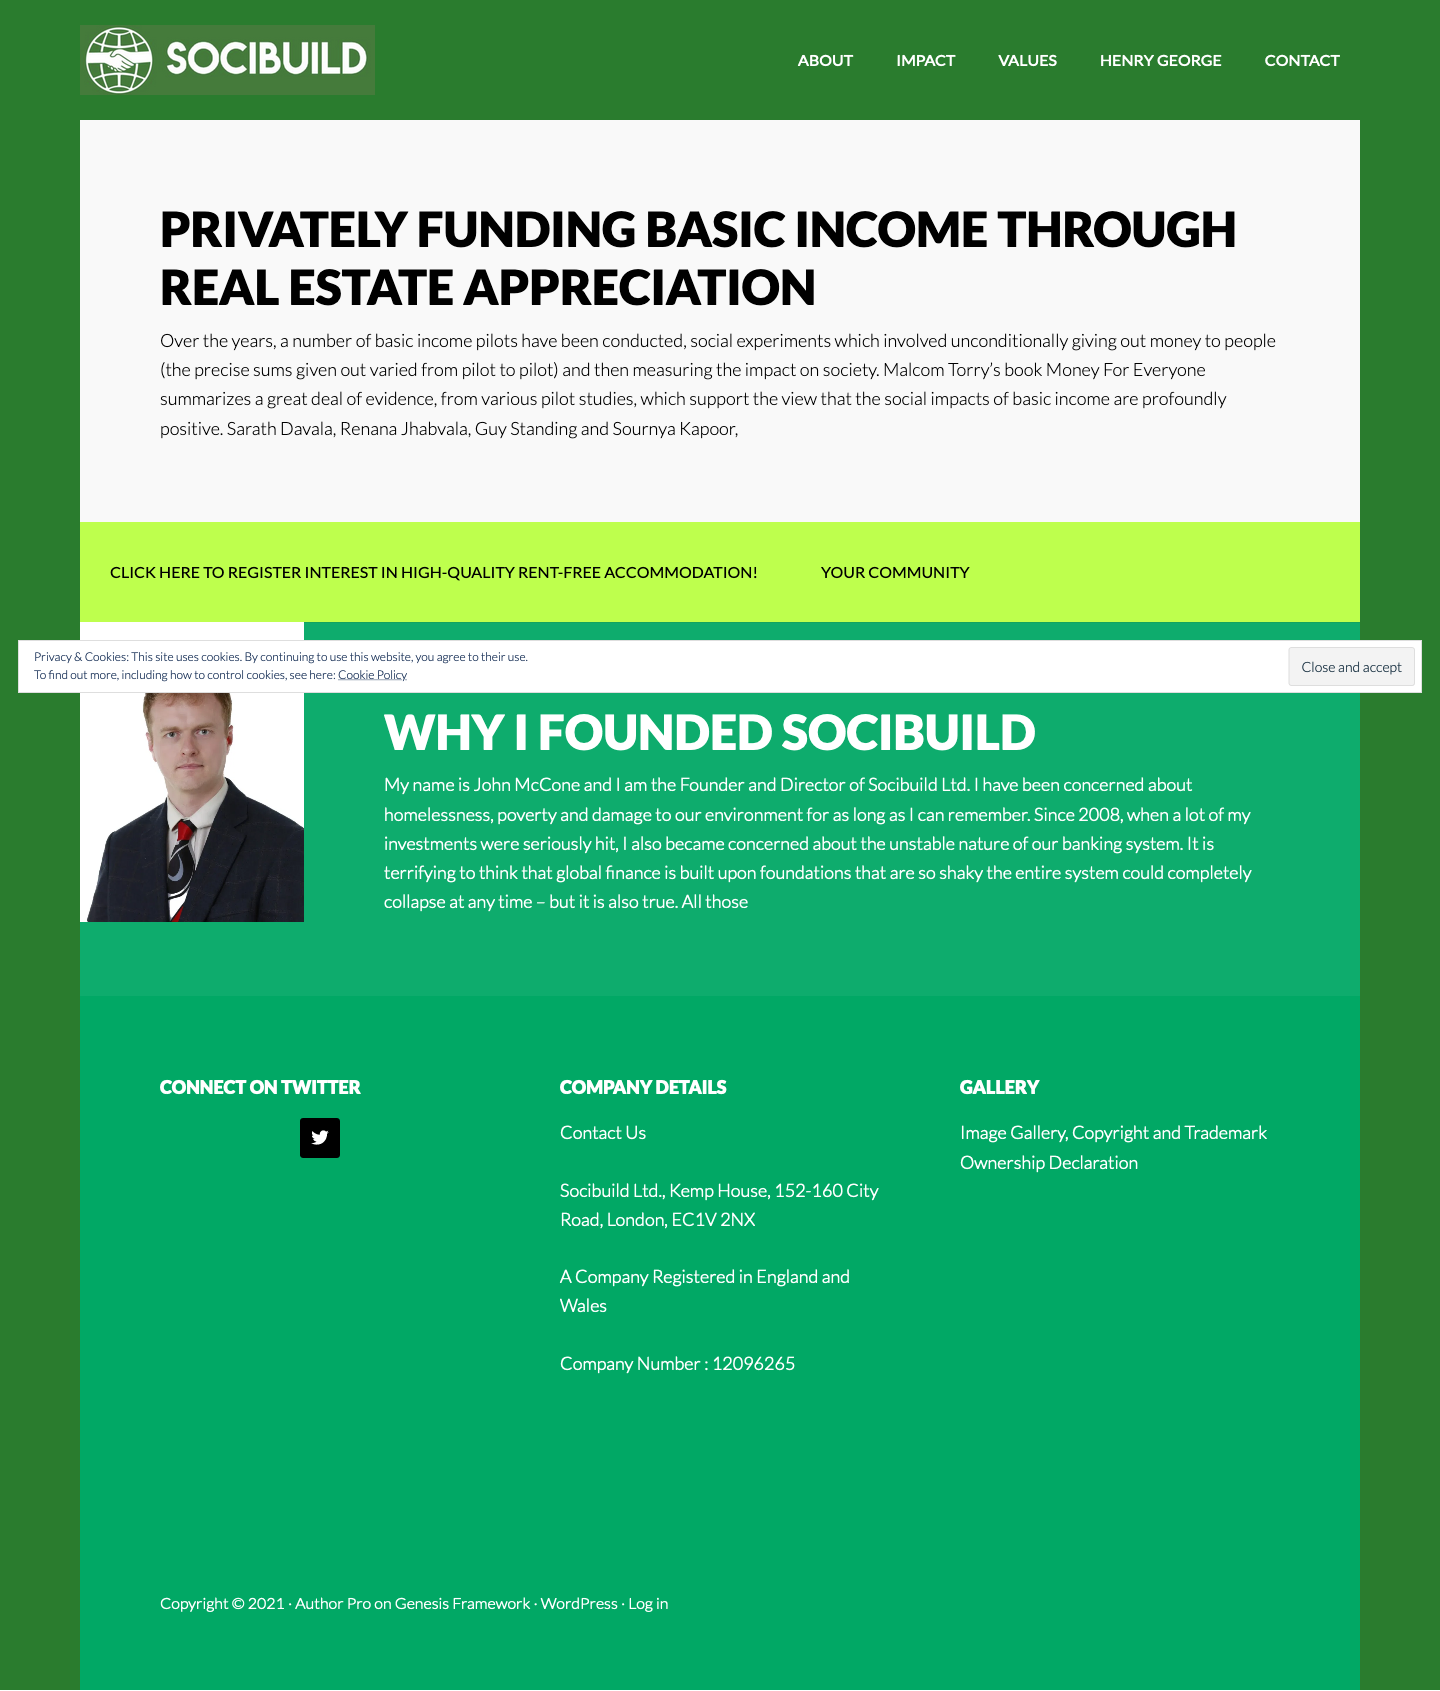 SOCIBUILD
ABOUT
IMPACT
VALUES
HENRY GEORGE
CONTACT
PRIVATELY FUNDING BASIC INCOME THROUGH
REAL ESTATE APPRECIATION
Over the years, a number of basic income pilots have been conducted, social experiments which involved unconditionally giving out money to people
(the precise sums given out varied from pilot to pilot) and then measuring the impact on society. Malcom Torry’s book Money For Everyone
summarizes a great deal of evidence, from various pilot studies, which support the view that the social impacts of basic income are profoundly
positive. Sarath Davala, Renana Jhabvala, Guy Standing and Sournya Kapoor,
CLICK HERE TO REGISTER INTEREST IN HIGH-QUALITY RENT-FREE ACCOMMODATION!
YOUR COMMUNITY
Privacy & Cookies: This site uses cookies. By continuing to use this website, you agree to their use.
To find out more, including how to control cookies, see here: Cookie Policy
Close and accept
WHY I FOUNDED SOCIBUILD
My name is John McCone and I am the Founder and Director of Socibuild Ltd. I have been concerned about
homelessness, poverty and damage to our environment for as long as I can remember. Since 2008, when a lot of my
investments were seriously hit, I also became concerned about the unstable nature of our banking system. It is
terrifying to think that global finance is built upon foundations that are so shaky the entire system could completely
collapse at any time – but it is also true. All those
CONNECT ON TWITTER
COMPANY DETAILS
Contact Us
Socibuild Ltd., Kemp House, 152-160 City
Road, London, EC1V 2NX
A Company Registered in England and
Wales
Company Number : 12096265
GALLERY
Image Gallery, Copyright and Trademark
Ownership Declaration
Copyright © 2021 · Author Pro on Genesis Framework · WordPress · Log in